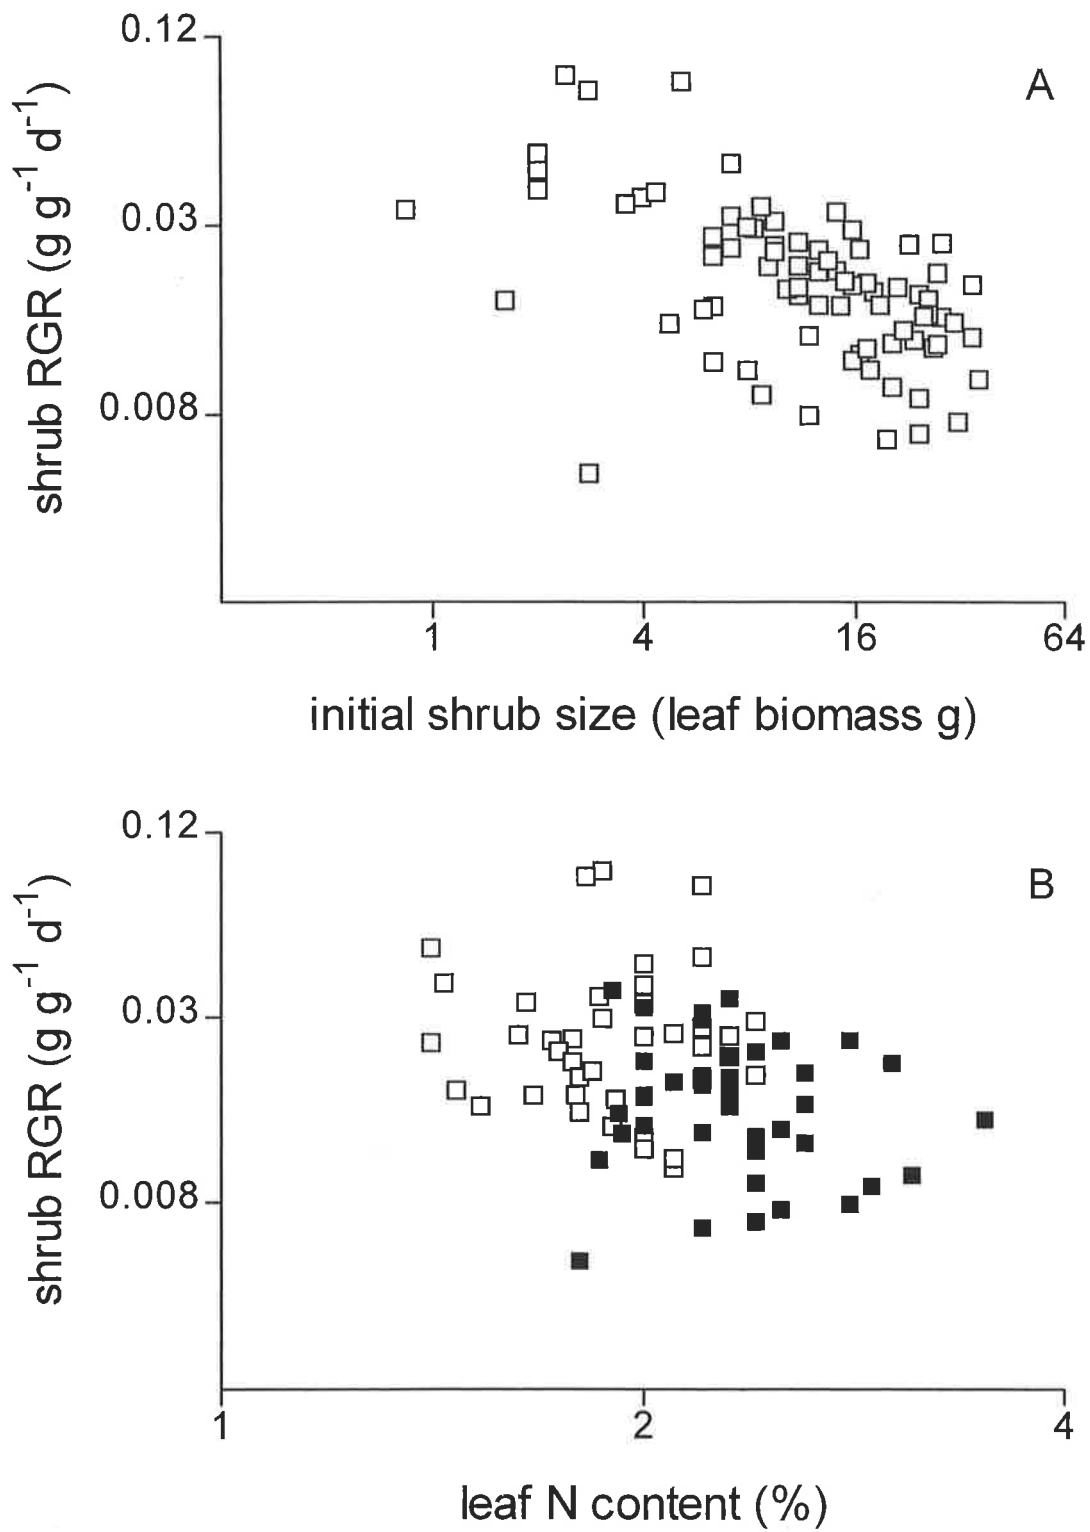 0.12
A
0.03
0.008
shrub RGR (g g⁻¹ d⁻¹)
1 4 16 64
initial shrub size (leaf biomass g)
0.12
B
0.03
0.008
shrub RGR (g g⁻¹ d⁻¹)
1 2 4
leaf N content (%)